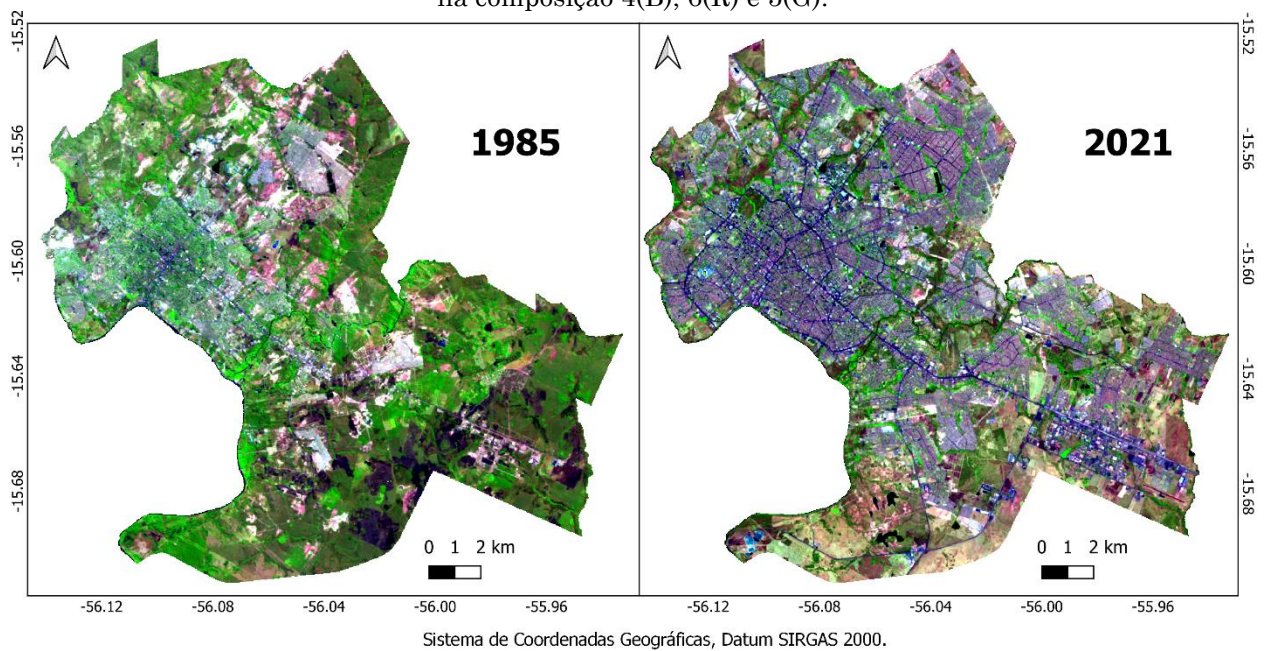 na composição 4(B), 6(R) e 5(G).
-15.52
-15.56
-15.60
-15.64
-15.68
1985
0 1 2 km
-56.12 -56.08 -56.04 -56.00 -55.96
2021
0 1 2 km
-56.12 -56.08 -56.04 -56.00 -55.96
-15.52
-15.56
-15.60
-15.64
-15.68
Sistema de Coordenadas Geográficas, Datum SIRGAS 2000.